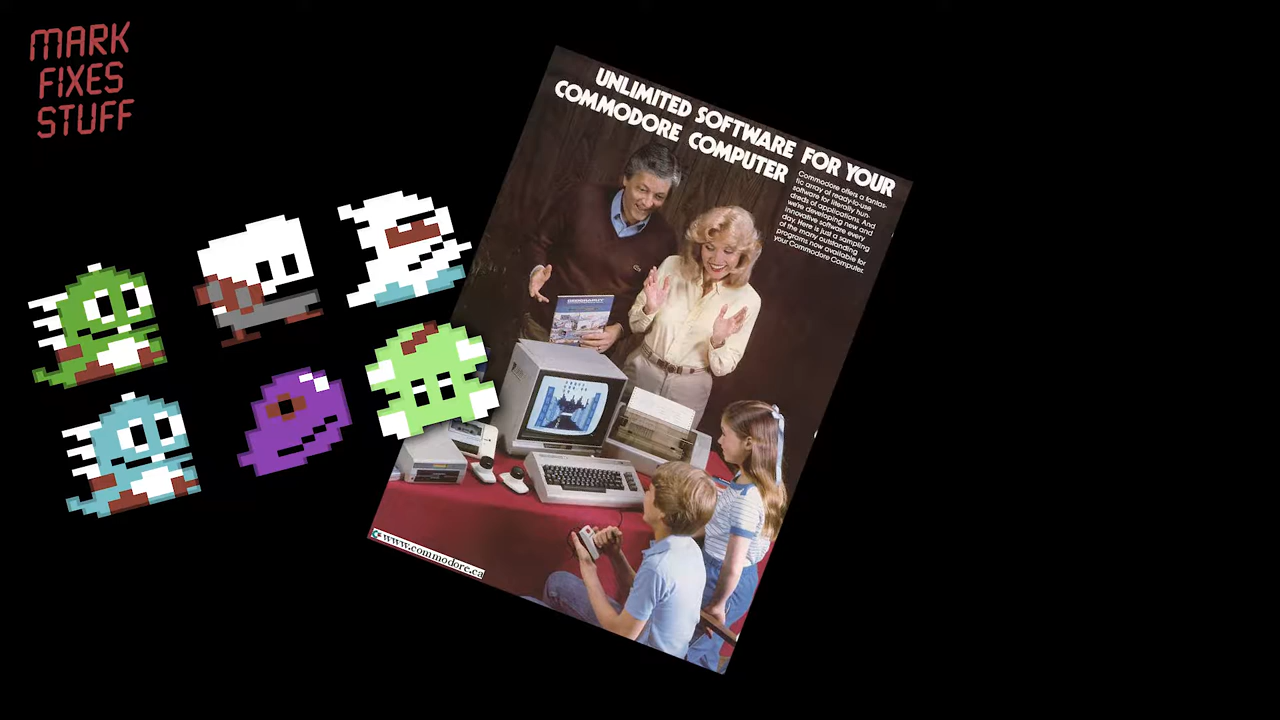 MARK
FIXES
STUFF
UNLIMITED SOFTWARE FOR YOUR
COMMODORE COMPUTER
Commodore offers a fantas-
tic array of ready-to-use
software for literally hun-
dreds of applications. And
we're developing new and
innovative software every
day. Here is just a sampling
of the many outstanding
programs now available for
your Commodore Computer.
www.commodore.ca